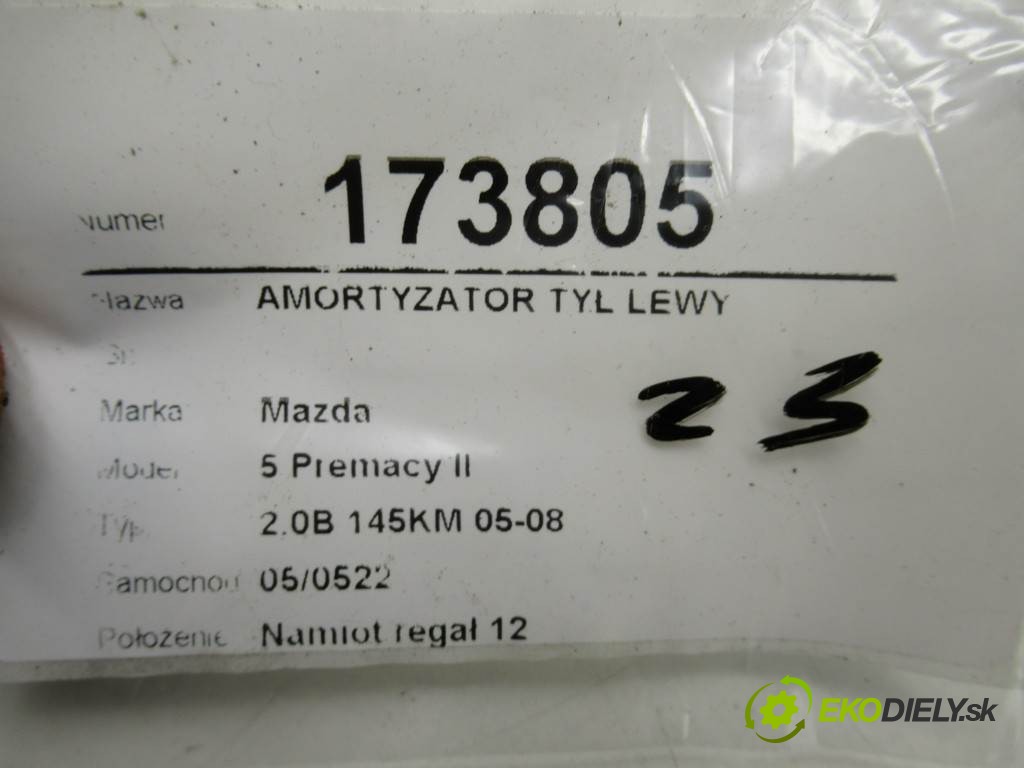 Numer 173805
Nazwa AMORTYZATOR TYŁ LEWY
Marka Mazda
Model 5 Premacy II
Typ 2.0B 145KM 05-08
Samochod 05/0522
Położenie Namiot regał 12
23
EKODIELY.sk